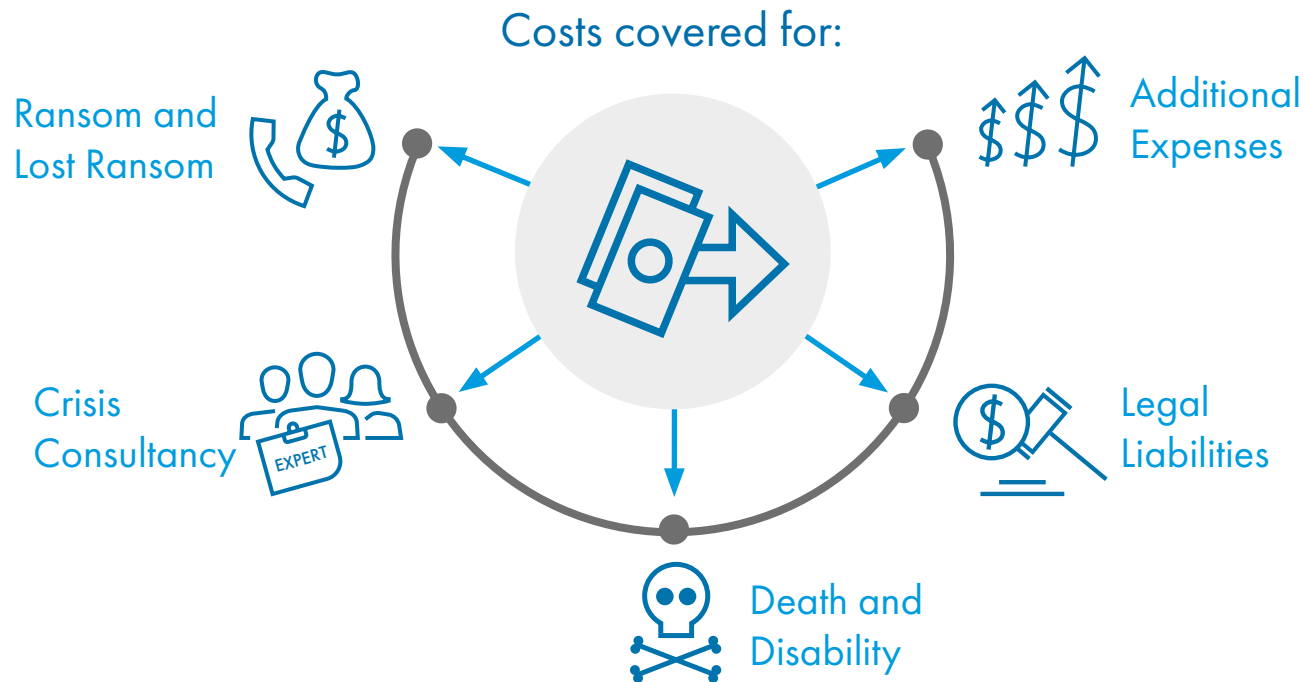 Costs covered for:
Ransom and
Lost Ransom
$
$ $ $
Additional
Expenses
Crisis
Consultancy
EXPERT
$
Legal
Liabilities
Death and
Disability